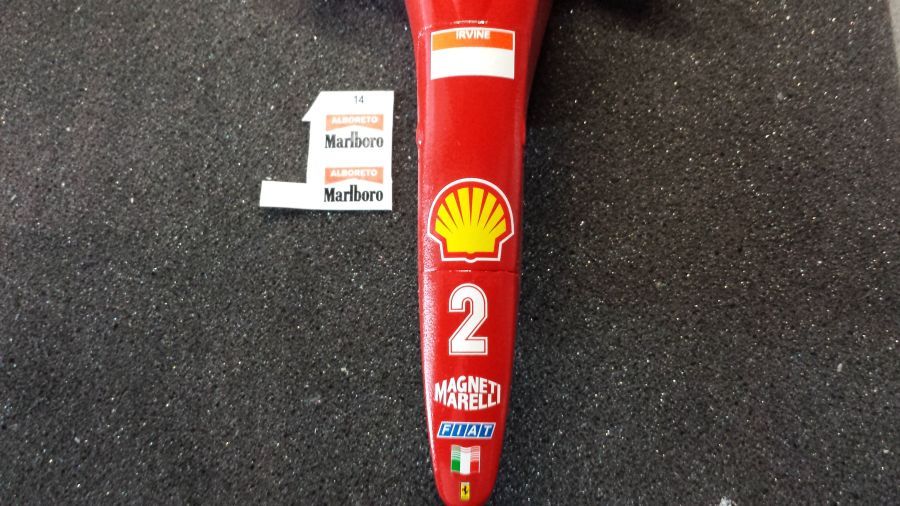 14
ALBORETO
Marlboro
ALBORETO
Marlboro
IRVINE
2
MAGNETI
MARELLI
FIAT